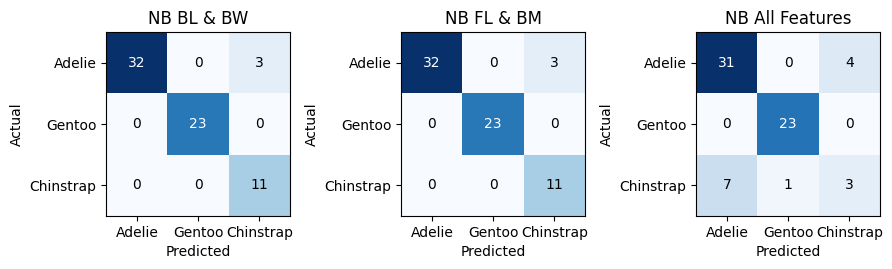 NB BL & BW
Actual
Adelie 32 0 3
Gentoo 0 23 0
Chinstrap 0 0 11
Adelie Gentoo Chinstrap
Predicted
NB FL & BM
Actual
Adelie 32 0 3
Gentoo 0 23 0
Chinstrap 0 0 11
Adelie Gentoo Chinstrap
Predicted
NB All Features
Actual
Adelie 31 0 4
Gentoo 0 23 0
Chinstrap 7 1 3
Adelie Gentoo Chinstrap
Predicted